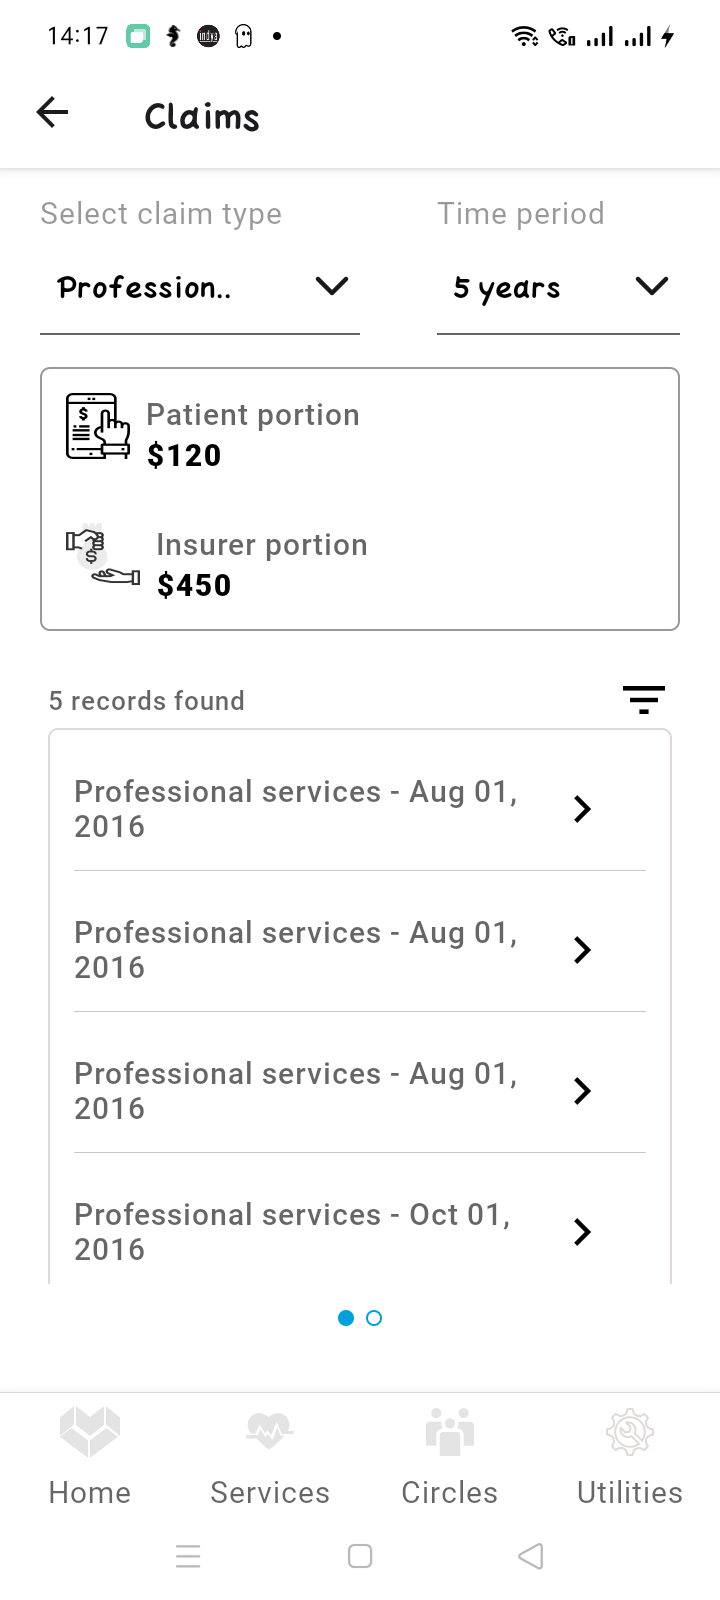 14:17
Claims
Select claim type
Time period
Profession..
5 years
Patient portion
$120
Insurer portion
$450
5 records found
Professional services - Aug 01,
2016
Professional services - Aug 01,
2016
Professional services - Aug 01,
2016
Professional services - Oct 01,
2016
Home
Services
Circles
Utilities